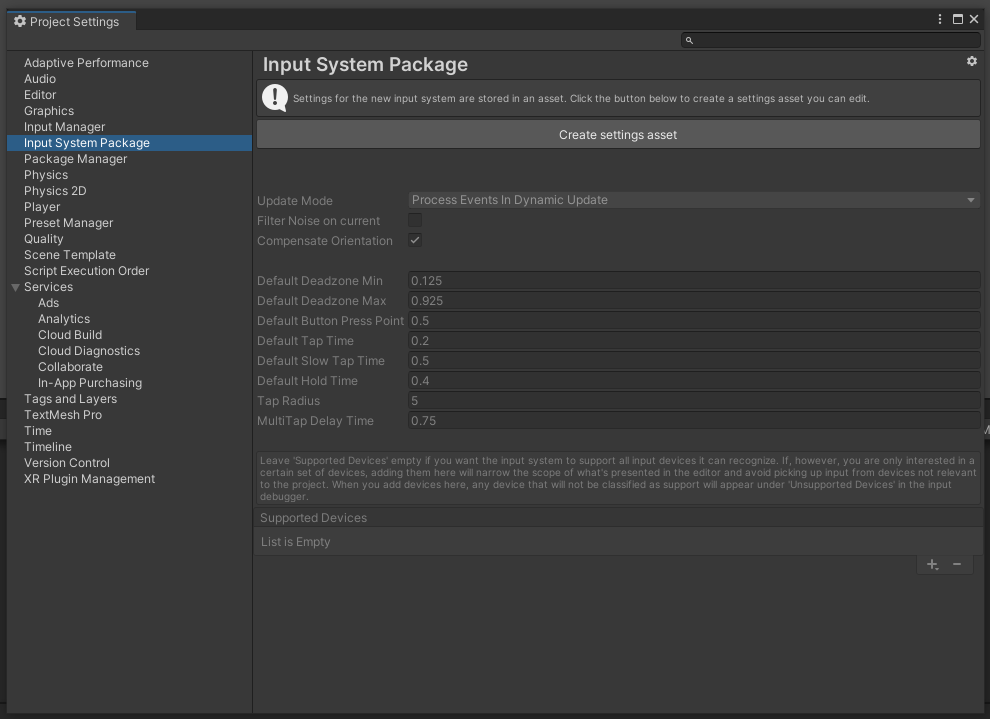 Project Settings
Adaptive Performance
Audio
Editor
Graphics
Input Manager
Input System Package
Package Manager
Physics
Physics 2D
Player
Preset Manager
Quality
Scene Template
Script Execution Order
Services
Ads
Analytics
Cloud Build
Cloud Diagnostics
Collaborate
In-App Purchasing
Tags and Layers
TextMesh Pro
Time
Timeline
Version Control
XR Plugin Management
Input System Package
Settings for the new input system are stored in an asset. Click the button below to create a settings asset you can edit.
Create settings asset
Update Mode Process Events In Dynamic Update
Filter Noise on current
Compensate Orientation
Default Deadzone Min 0.125
Default Deadzone Max 0.925
Default Button Press Point 0.5
Default Tap Time 0.2
Default Slow Tap Time 0.5
Default Hold Time 0.4
Tap Radius 5
MultiTap Delay Time 0.75
Leave 'Supported Devices' empty if you want the input system to support all input devices it can recognize. If, however, you are only interested in a
certain set of devices, adding them here will narrow the scope of what's presented in the editor and avoid picking up input from devices not relevant
to the project. When you add devices here, any device that will not be classified as support will appear under 'Unsupported Devices' in the input
debugger.
Supported Devices
List is Empty